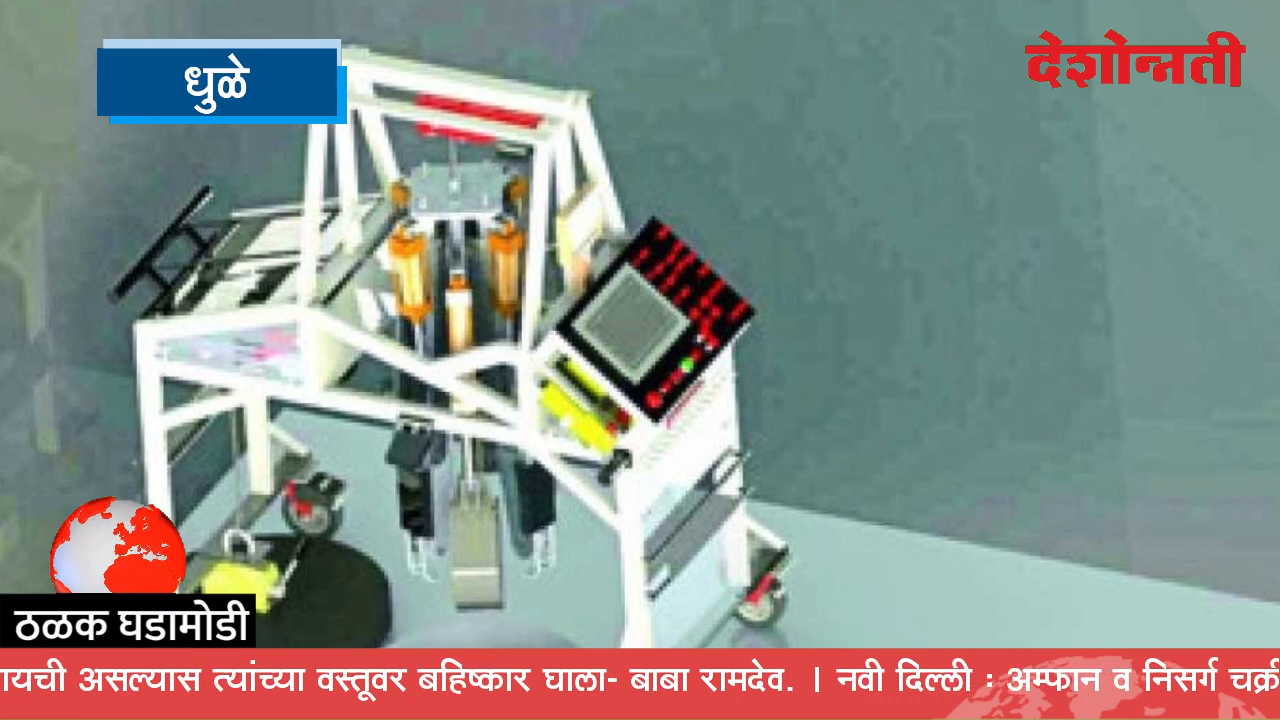 धुळे
देशोन्नती
ठळक घडामोडी
ायची असल्यास त्यांच्या वस्तूवर बहिष्कार घाला- बाबा रामदेव. | नवी दिल्ली : अम्फान व निसर्ग चक्री